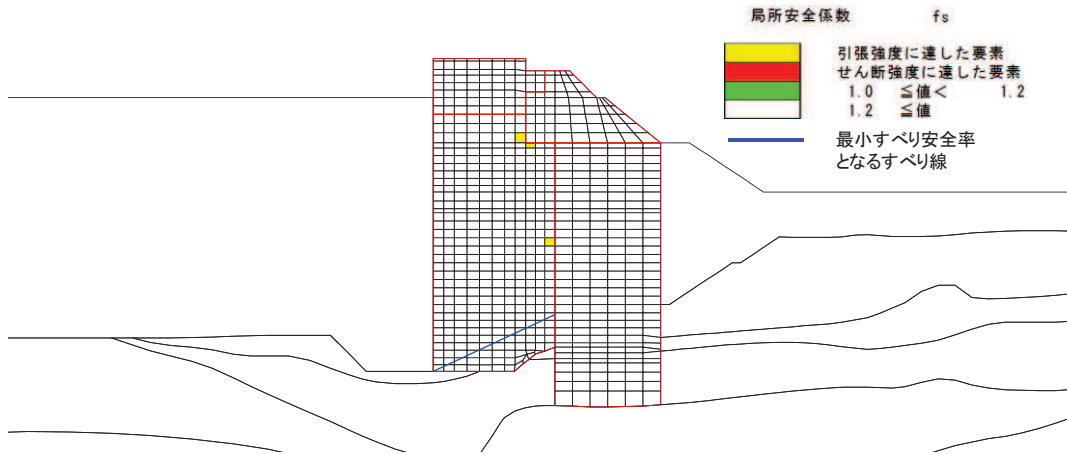 局所安全係数 fs
引張強度に達した要素
せん断強度に達した要素
1.0 ≦値< 1.2
1.2 ≦値
最小すべり安全率
となるすべり線